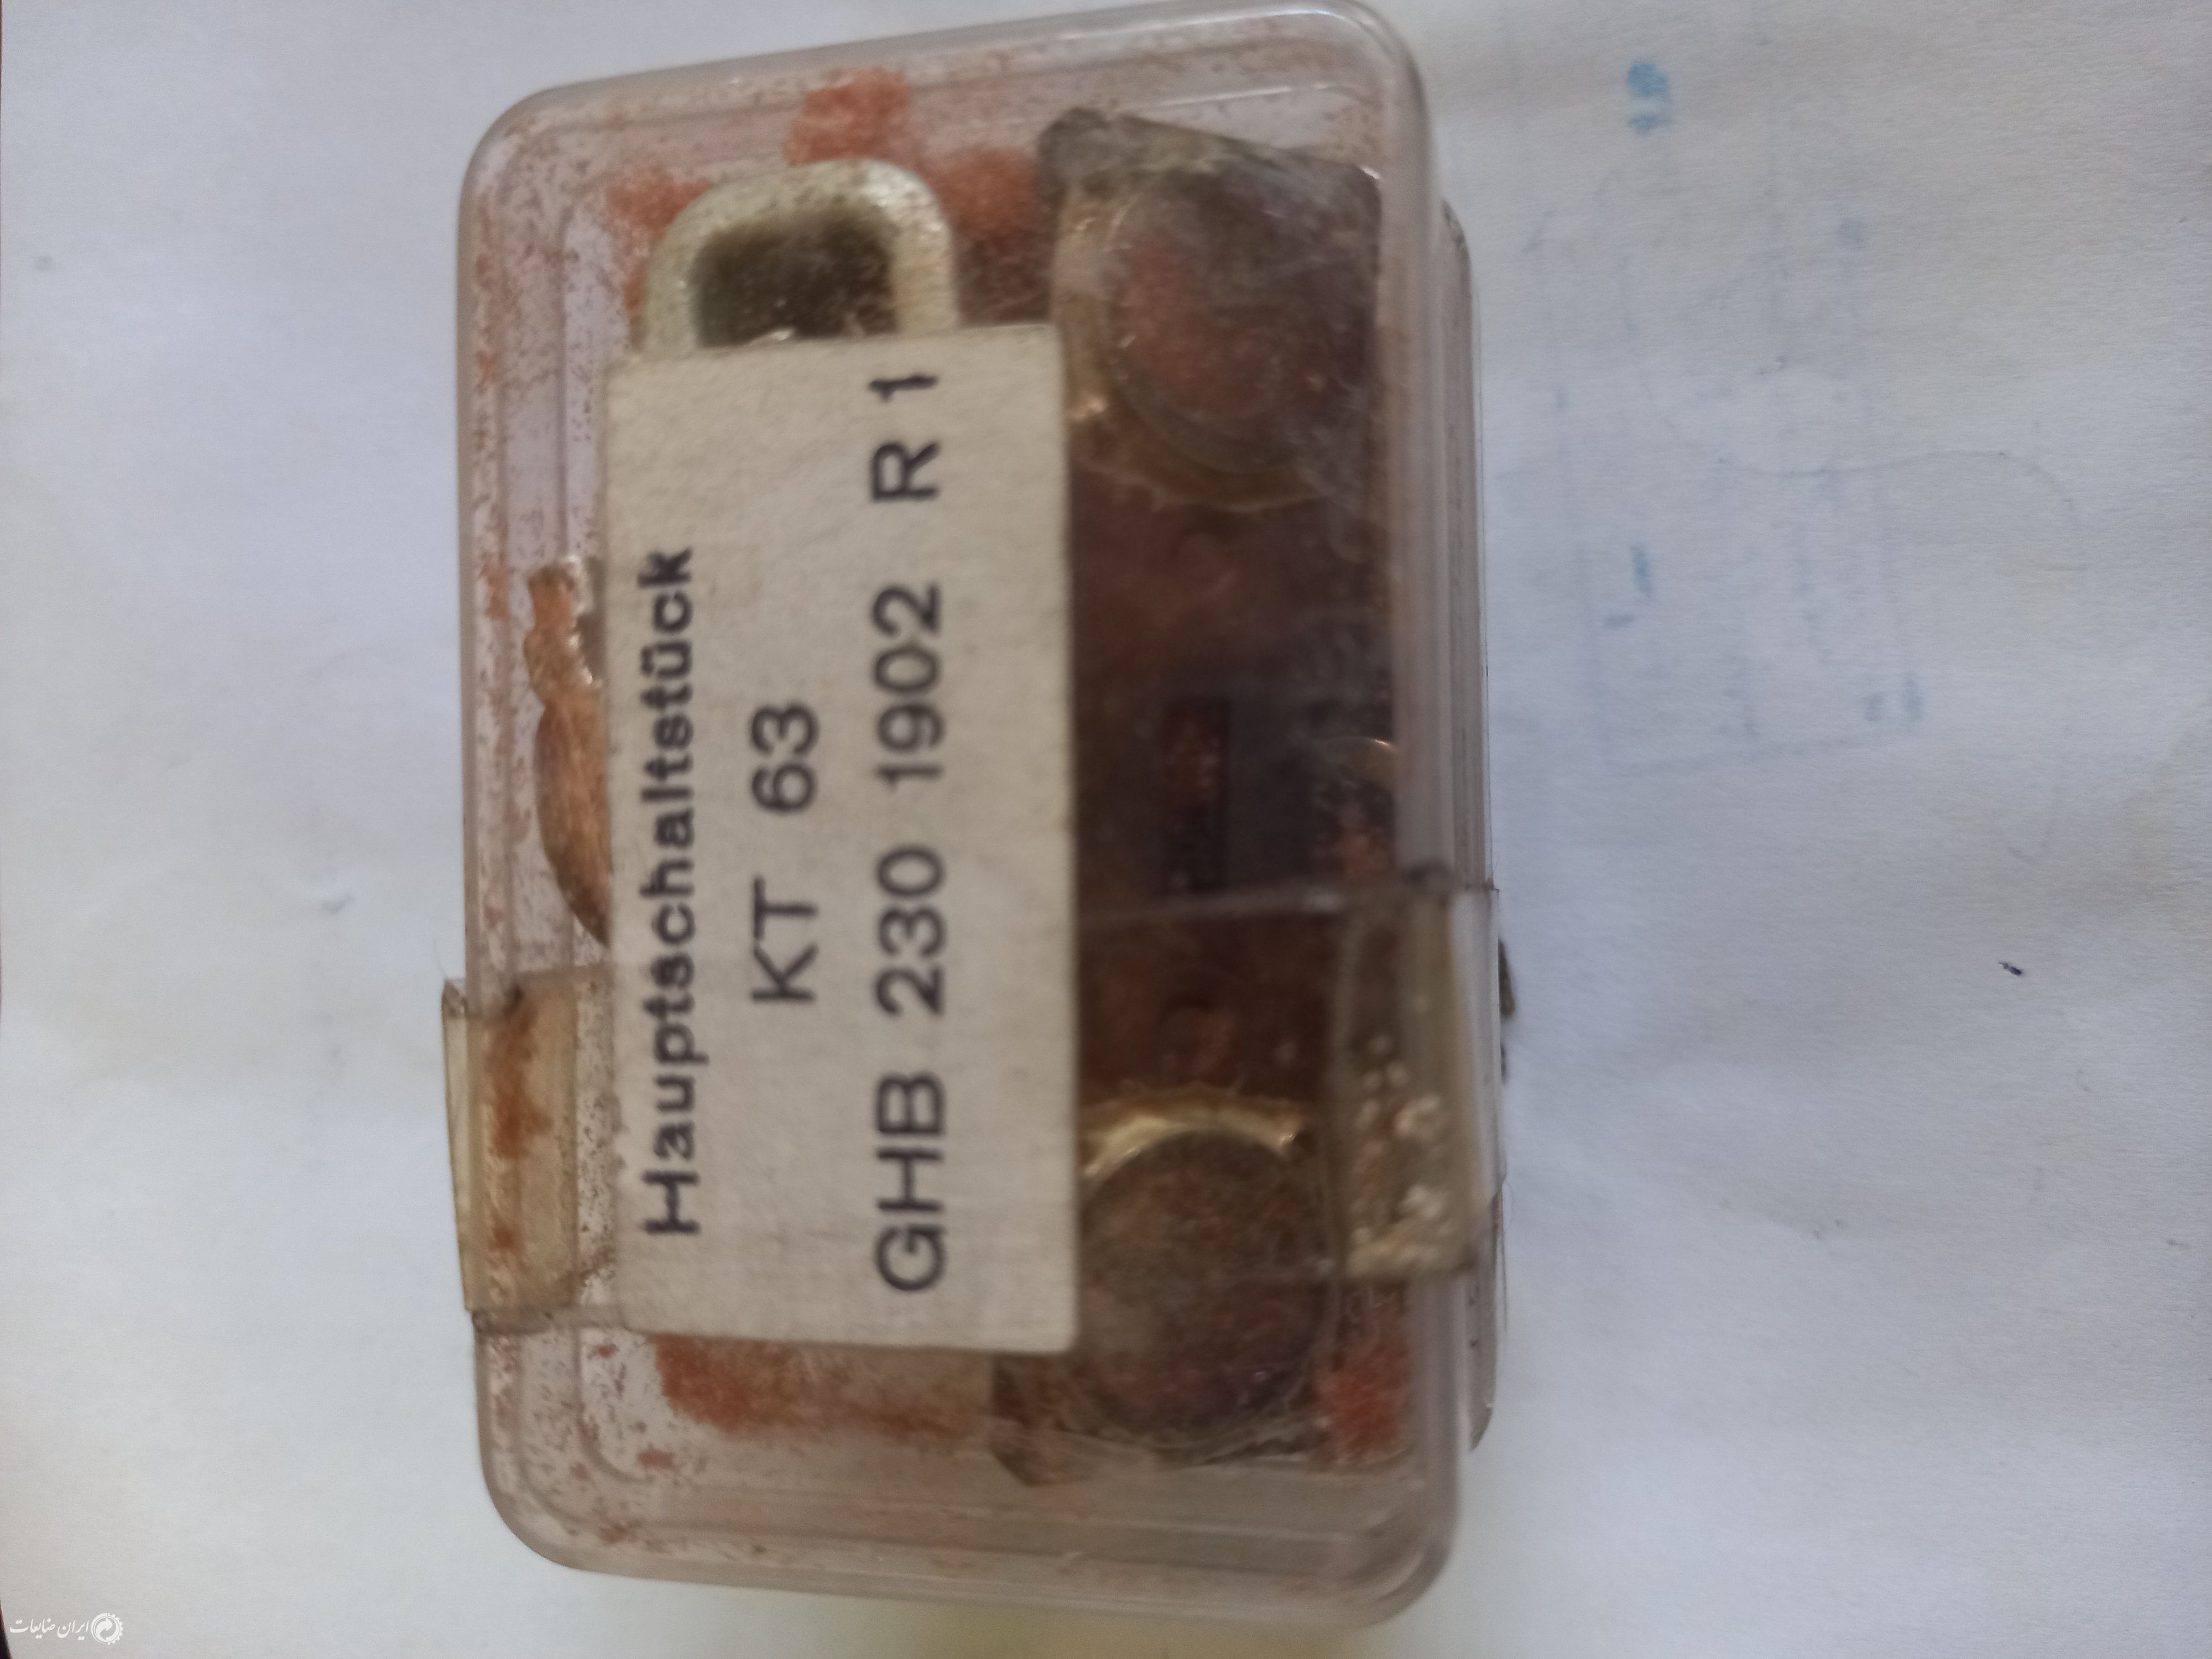 Hauptschaltstück
KT 63
GHB 230 1902 R 1
ایران ضایعات